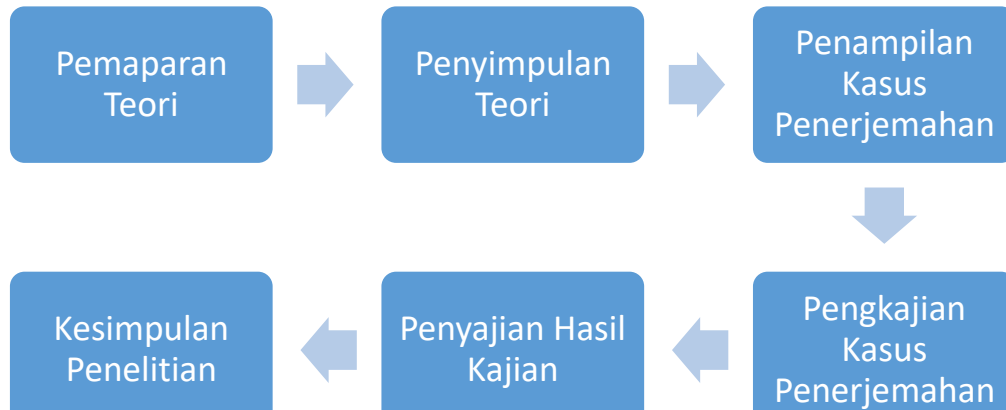 Pemaparan
Teori
Penyimpulan
Teori
Penampilan
Kasus
Penerjemahan
Pengkajian
Kasus
Penerjemahan
Penyajian Hasil
Kajian
Kesimpulan
Penelitian